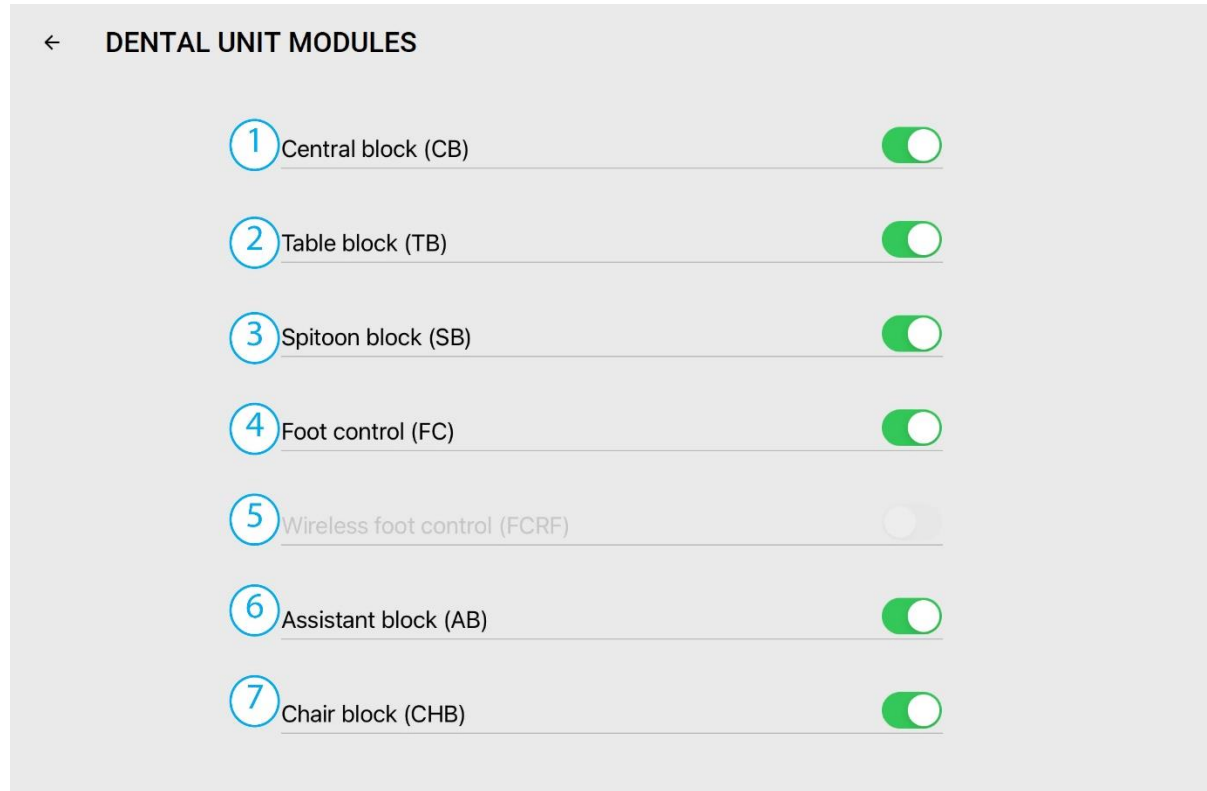 ← DENTAL UNIT MODULES
1 Central block (CB)
2 Table block (TB)
3 Spitoon block (SB)
4 Foot control (FC)
5 Wireless foot control (FCRF)
6 Assistant block (AB)
7 Chair block (CHB)